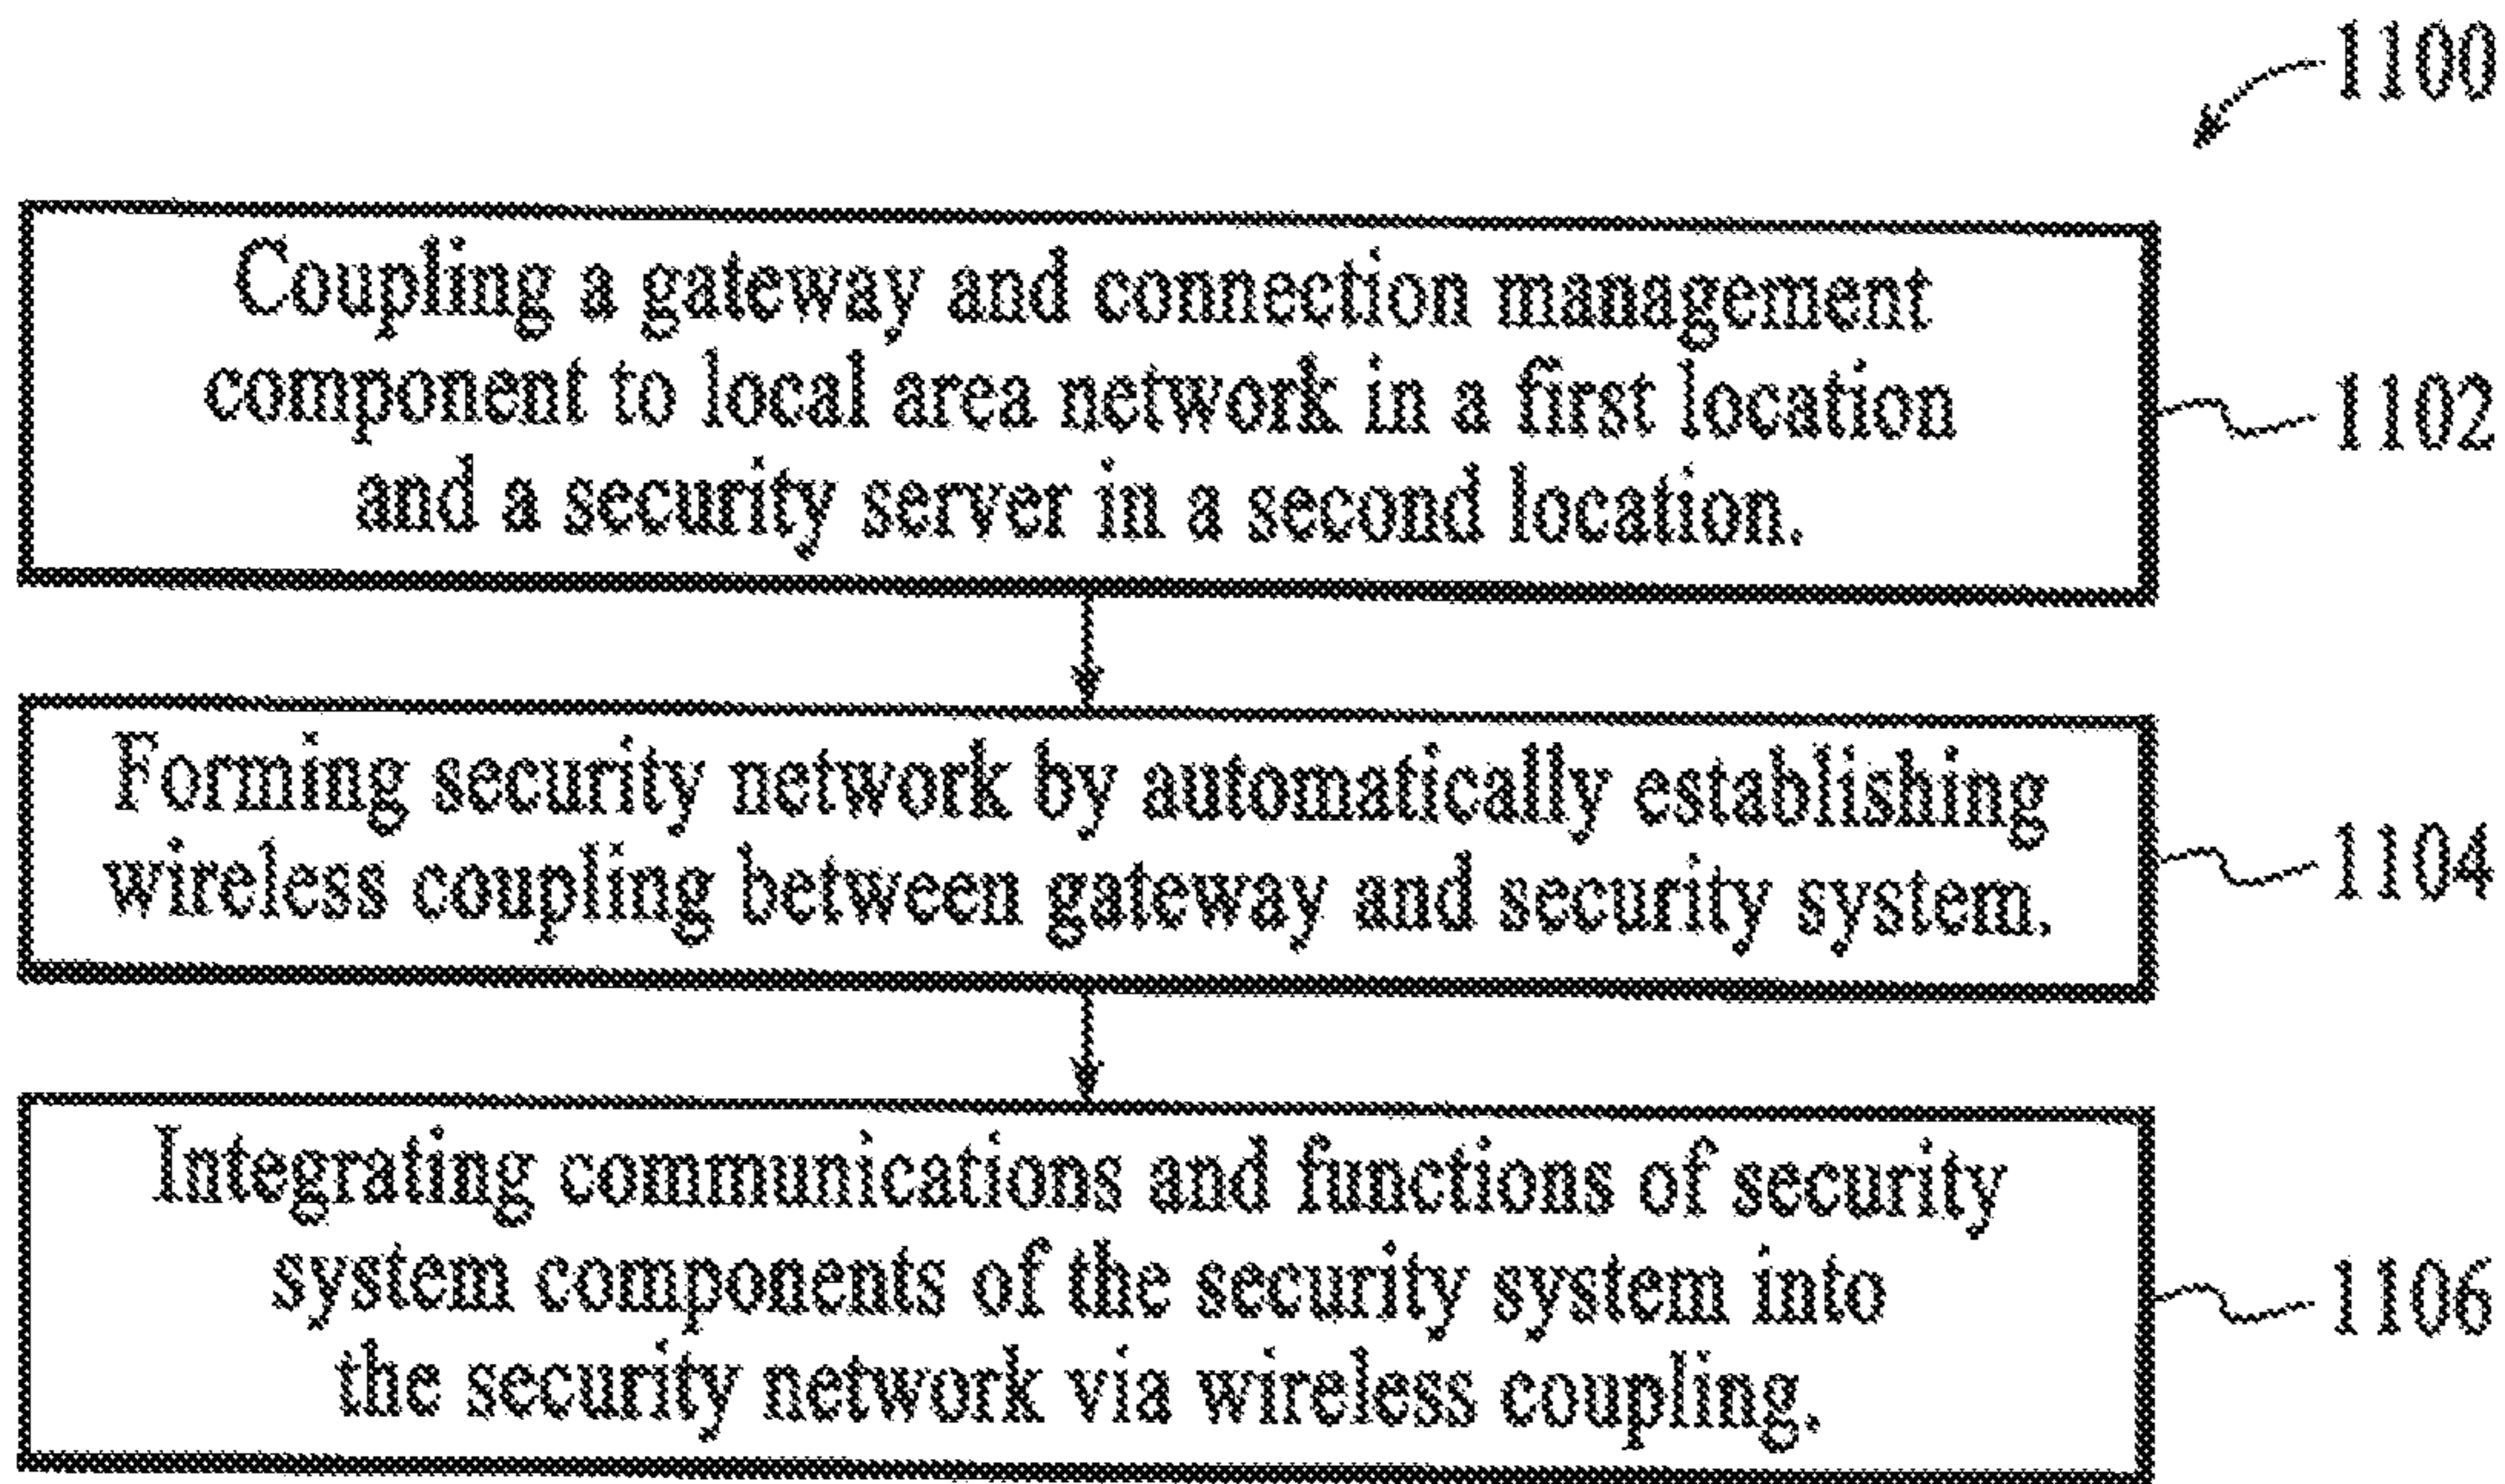 1100
Coupling a gateway and connection management
component to local area network in a first location
and a security server in a second location.
1102
Forming security network by automatically establishing
wireless coupling between gateway and security system.
1104
Integrating communications and functions of security
system components of the security system into
the security network via wireless coupling.
1106